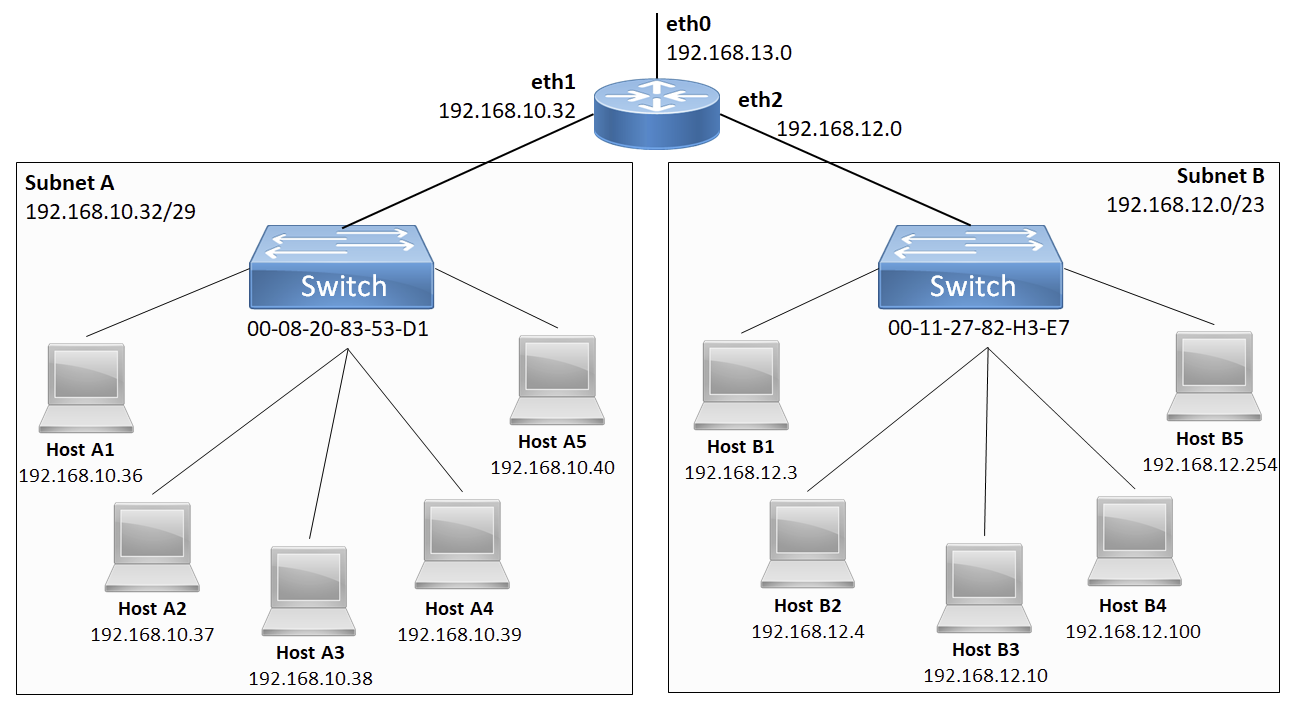 eth0
192.168.13.0
eth1
192.168.10.32
eth2
192.168.12.0
Subnet A
192.168.10.32/29
Switch
00-08-20-83-53-D1
Host A1
192.168.10.36
Host A2
192.168.10.37
Host A3
192.168.10.38
Host A4
192.168.10.39
Host A5
192.168.10.40
Subnet B
192.168.12.0/23
Switch
00-11-27-82-H3-E7
Host B1
192.168.12.3
Host B2
192.168.12.4
Host B3
192.168.12.10
Host B4
192.168.12.100
Host B5
192.168.12.254